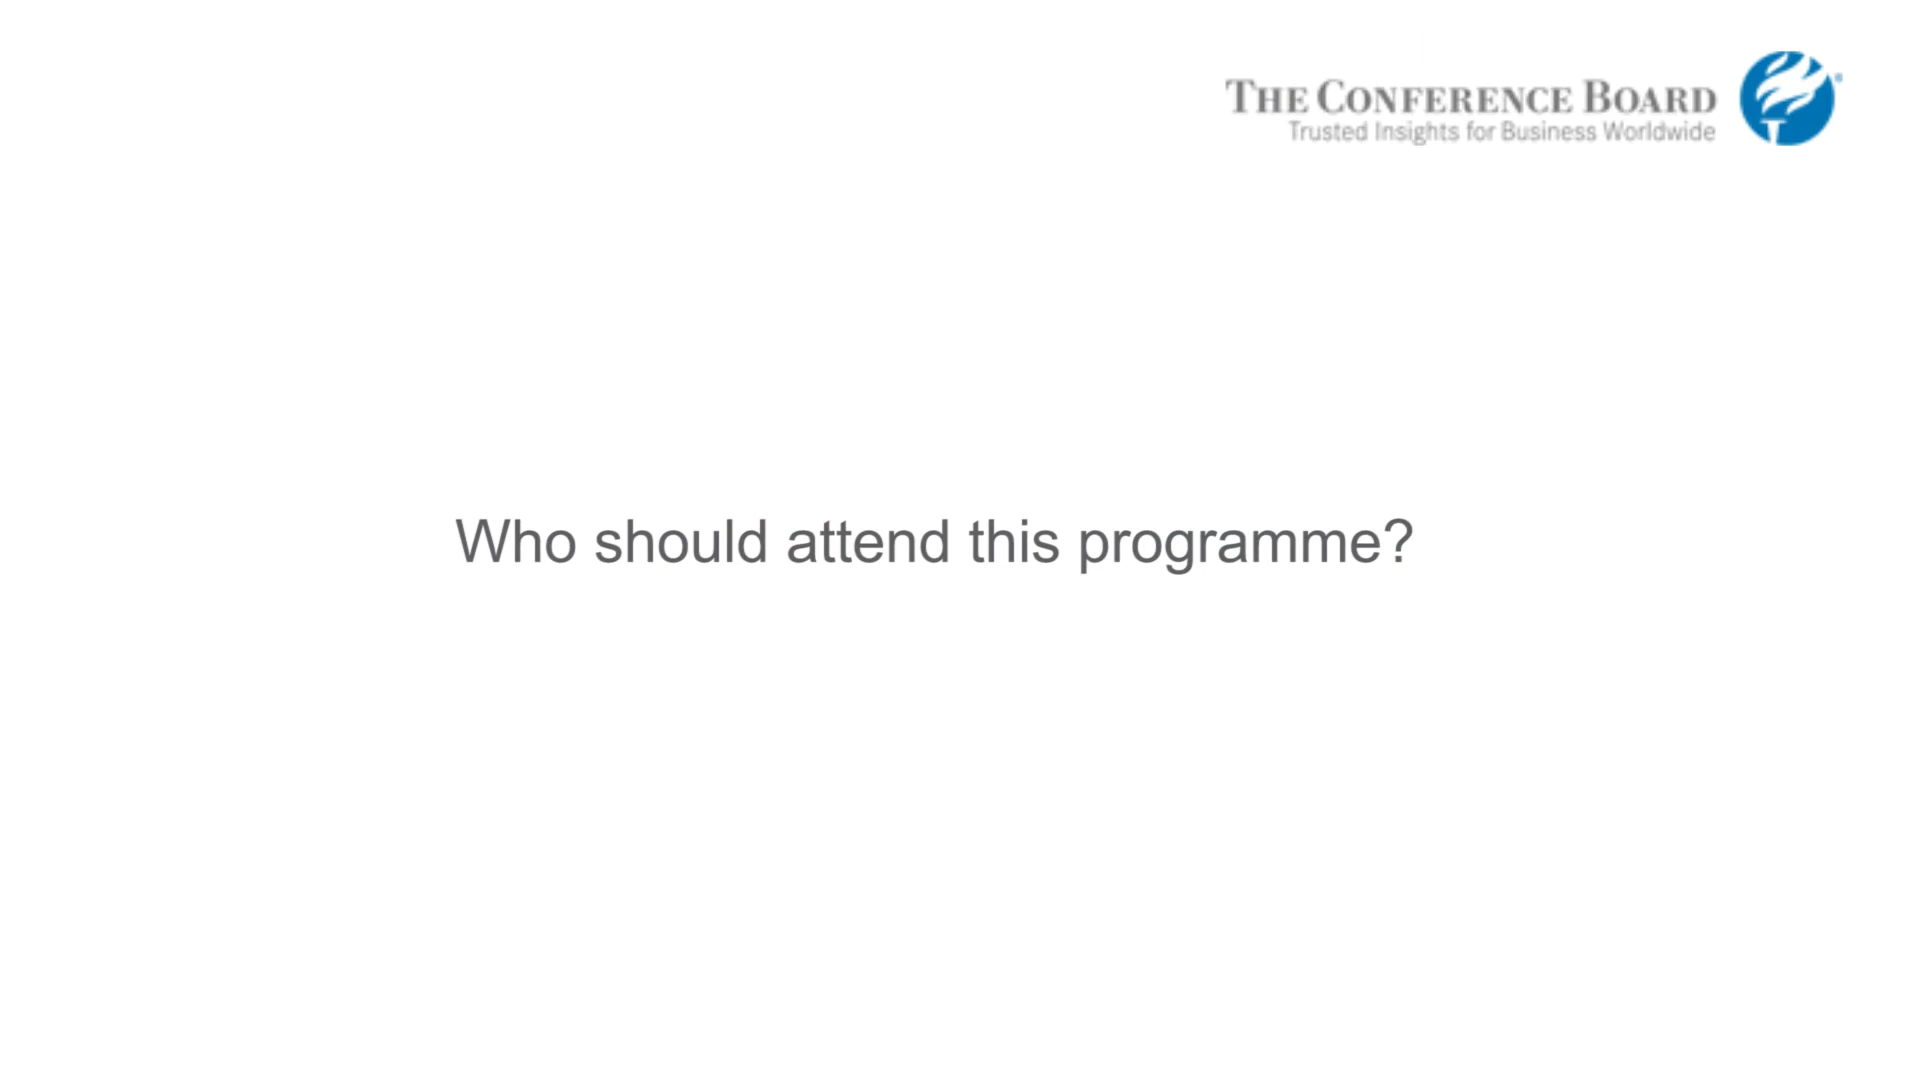 THE CONFERENCE BOARD
Trusted Insights for Business Worldwide
Who should attend this programme?